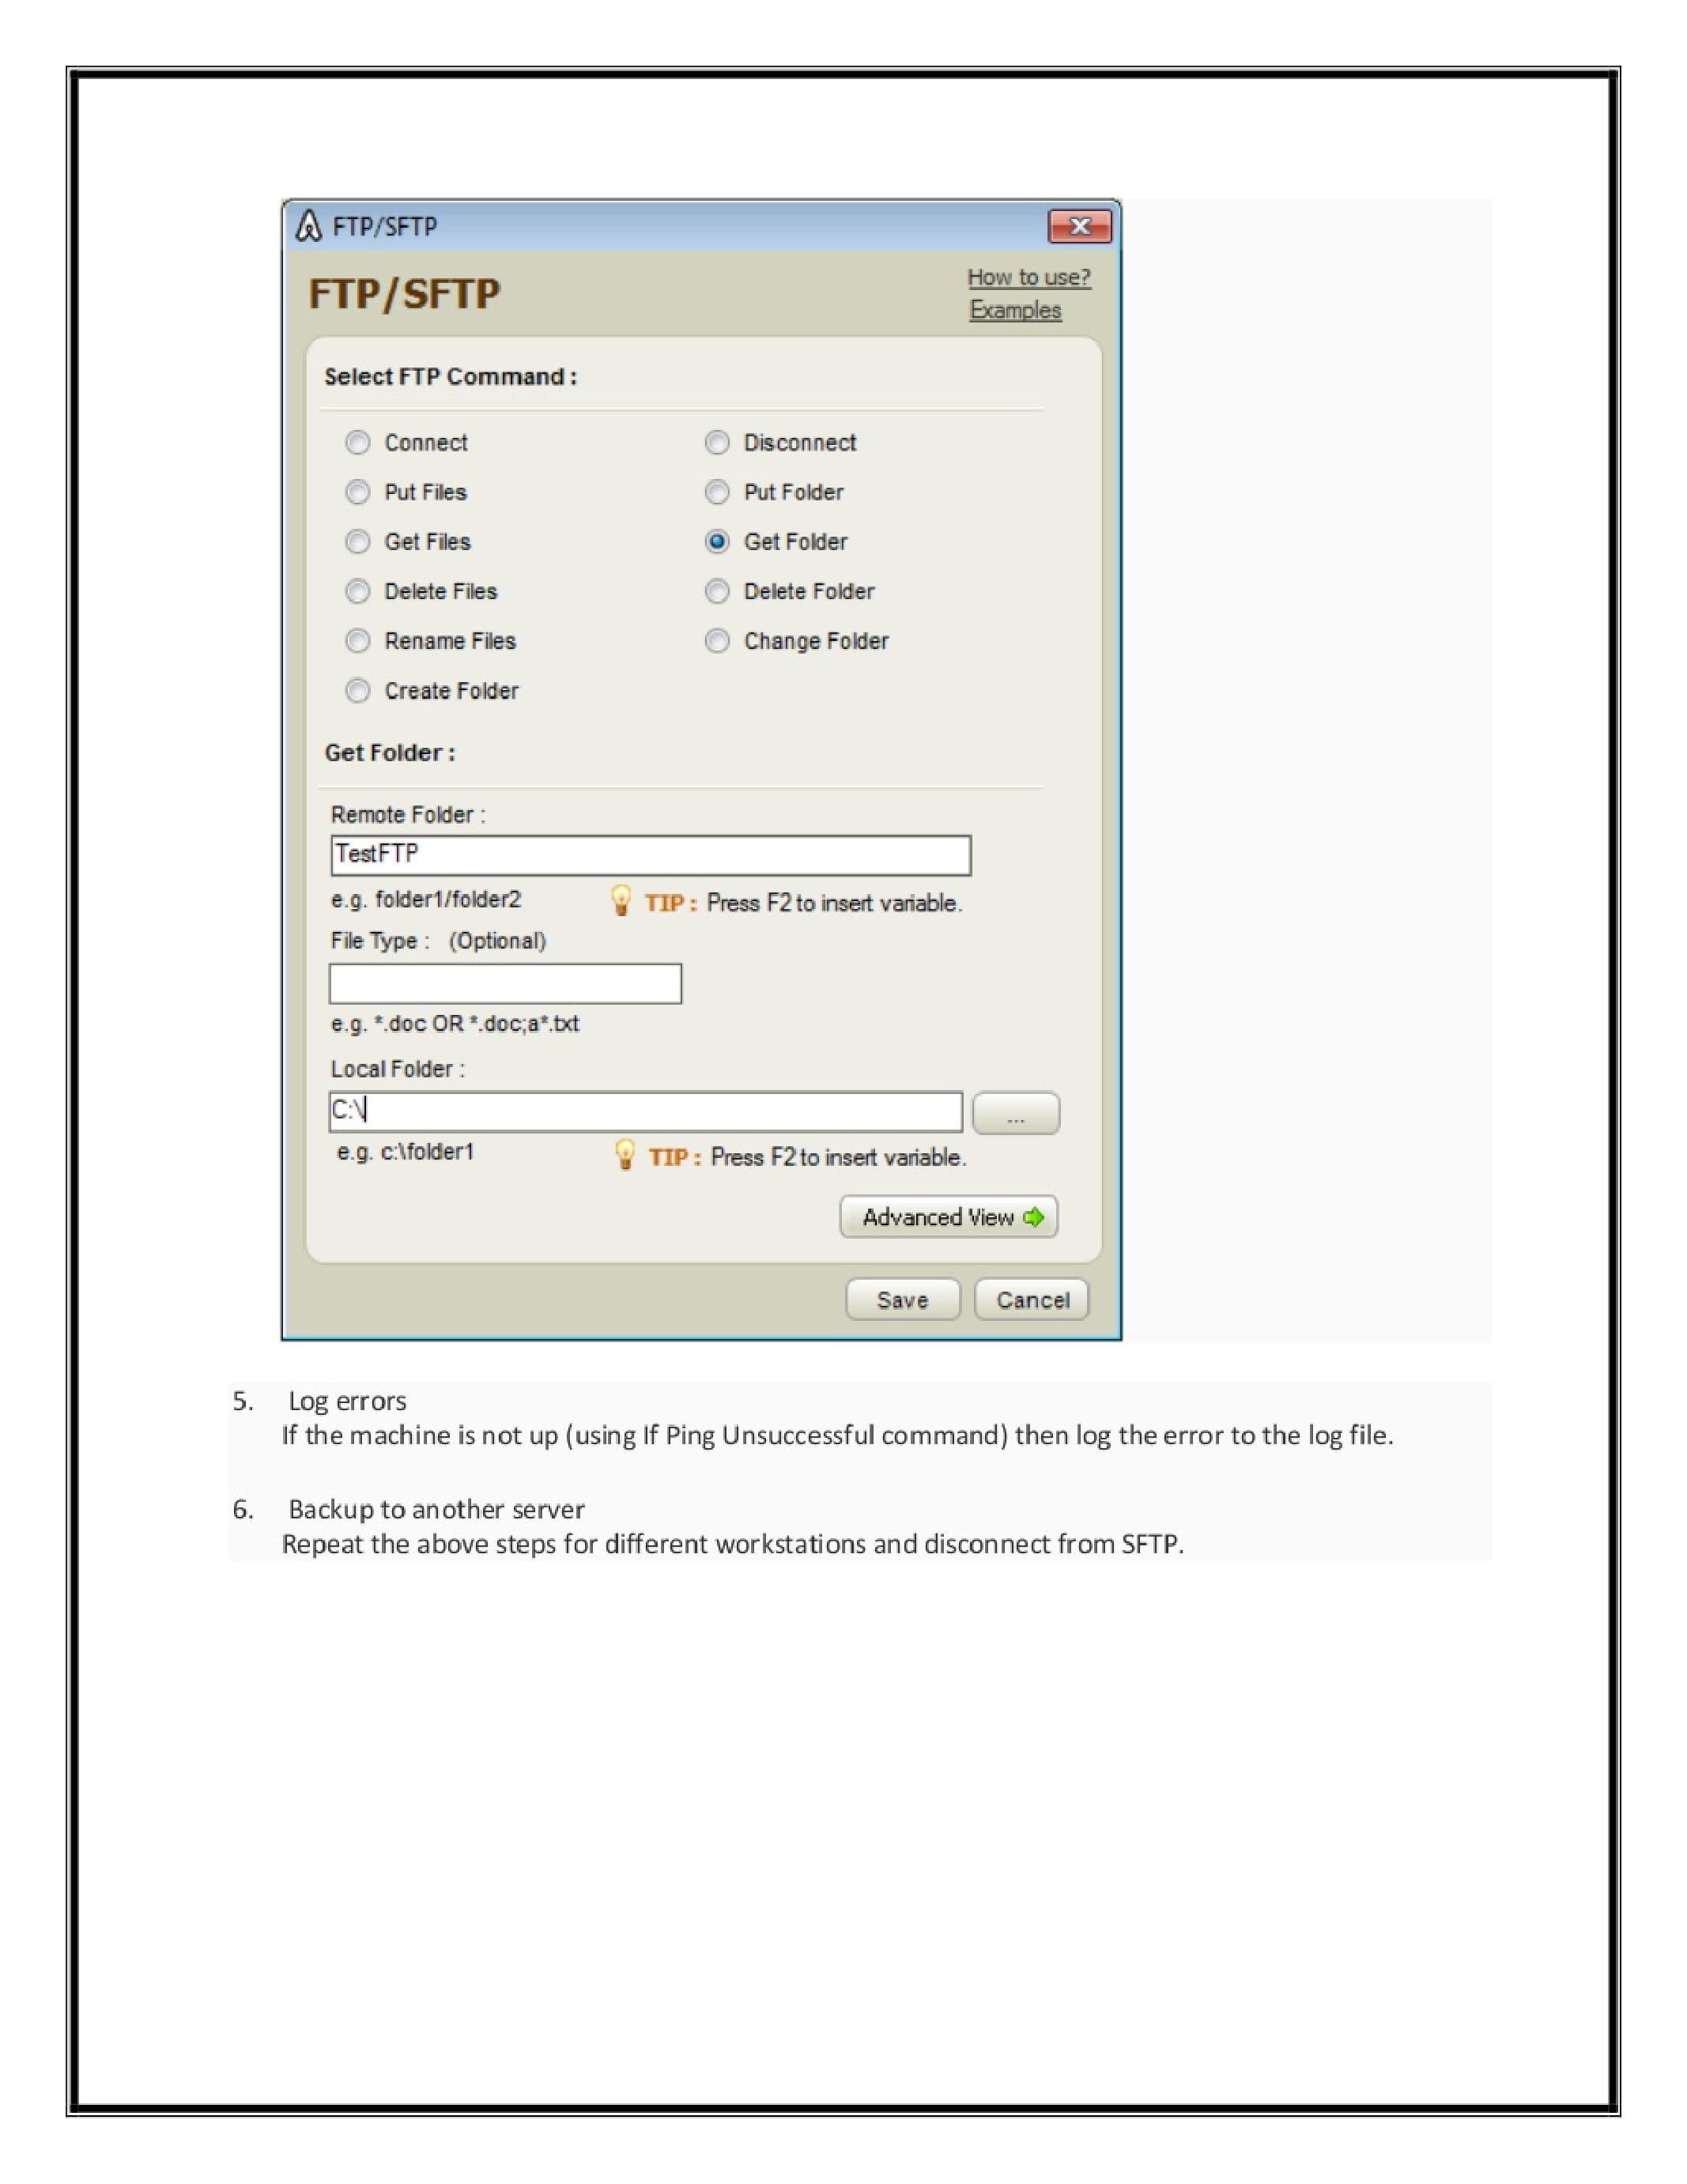 FTP/SFTP
FTP/SFTP
How to use?
Examples
Select FTP Command :
Connect
Disconnect
Put Files
Put Folder
Get Files
Get Folder
Delete Files
Delete Folder
Rename Files
Change Folder
Create Folder
Get Folder :
Remote Folder :
TestFTP
e.g. folder1/folder2
TIP : Press F2 to insert variable.
File Type : (Optional)
e.g. *.doc OR *.doc;a*.txt
Local Folder :
C:\
...
e.g. c:\folder1
TIP : Press F2 to insert variable.
Advanced View
Save
Cancel
5. Log errors
If the machine is not up (using If Ping Unsuccessful command) then log the error to the log file.
6. Backup to another server
Repeat the above steps for different workstations and disconnect from SFTP.